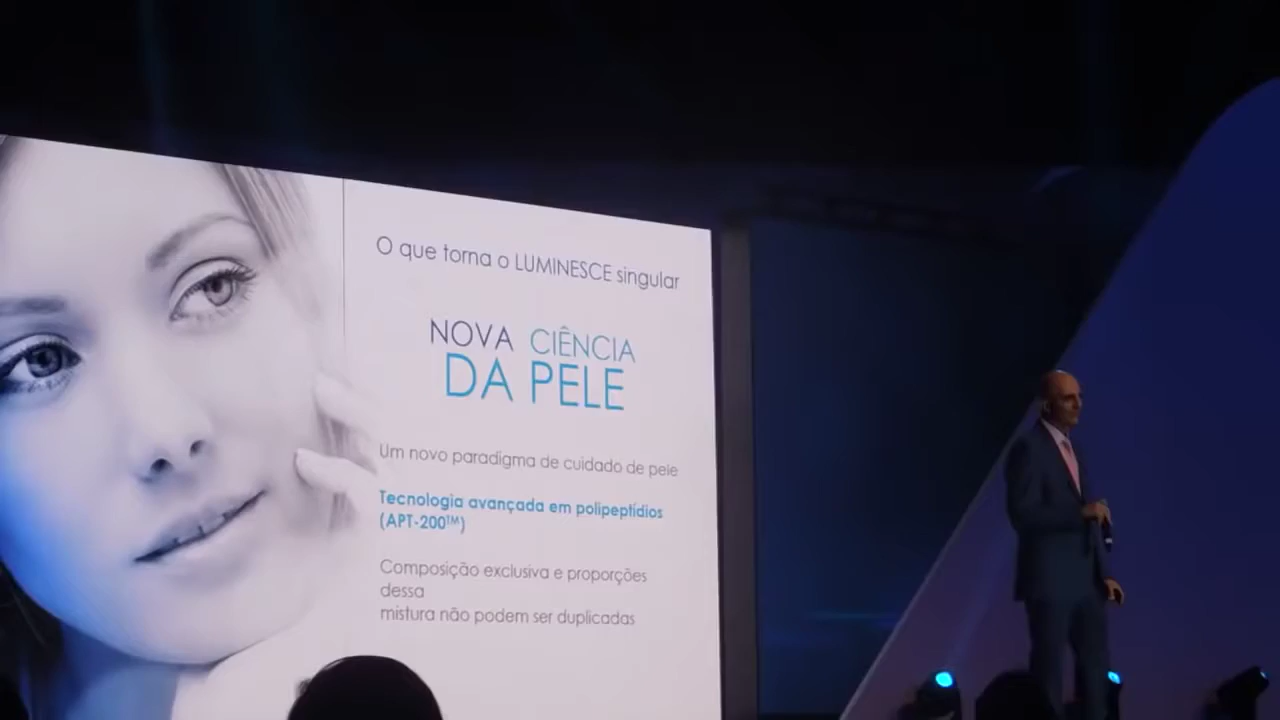 O que torna o LUMINESCE singular
NOVA CIÊNCIA
DA PELE
Um novo paradigma de cuidado de pele
Tecnologia avançada em polipeptídios
(APT-200™)
Composição exclusiva e proporções
dessa
mistura não podem ser duplicadas